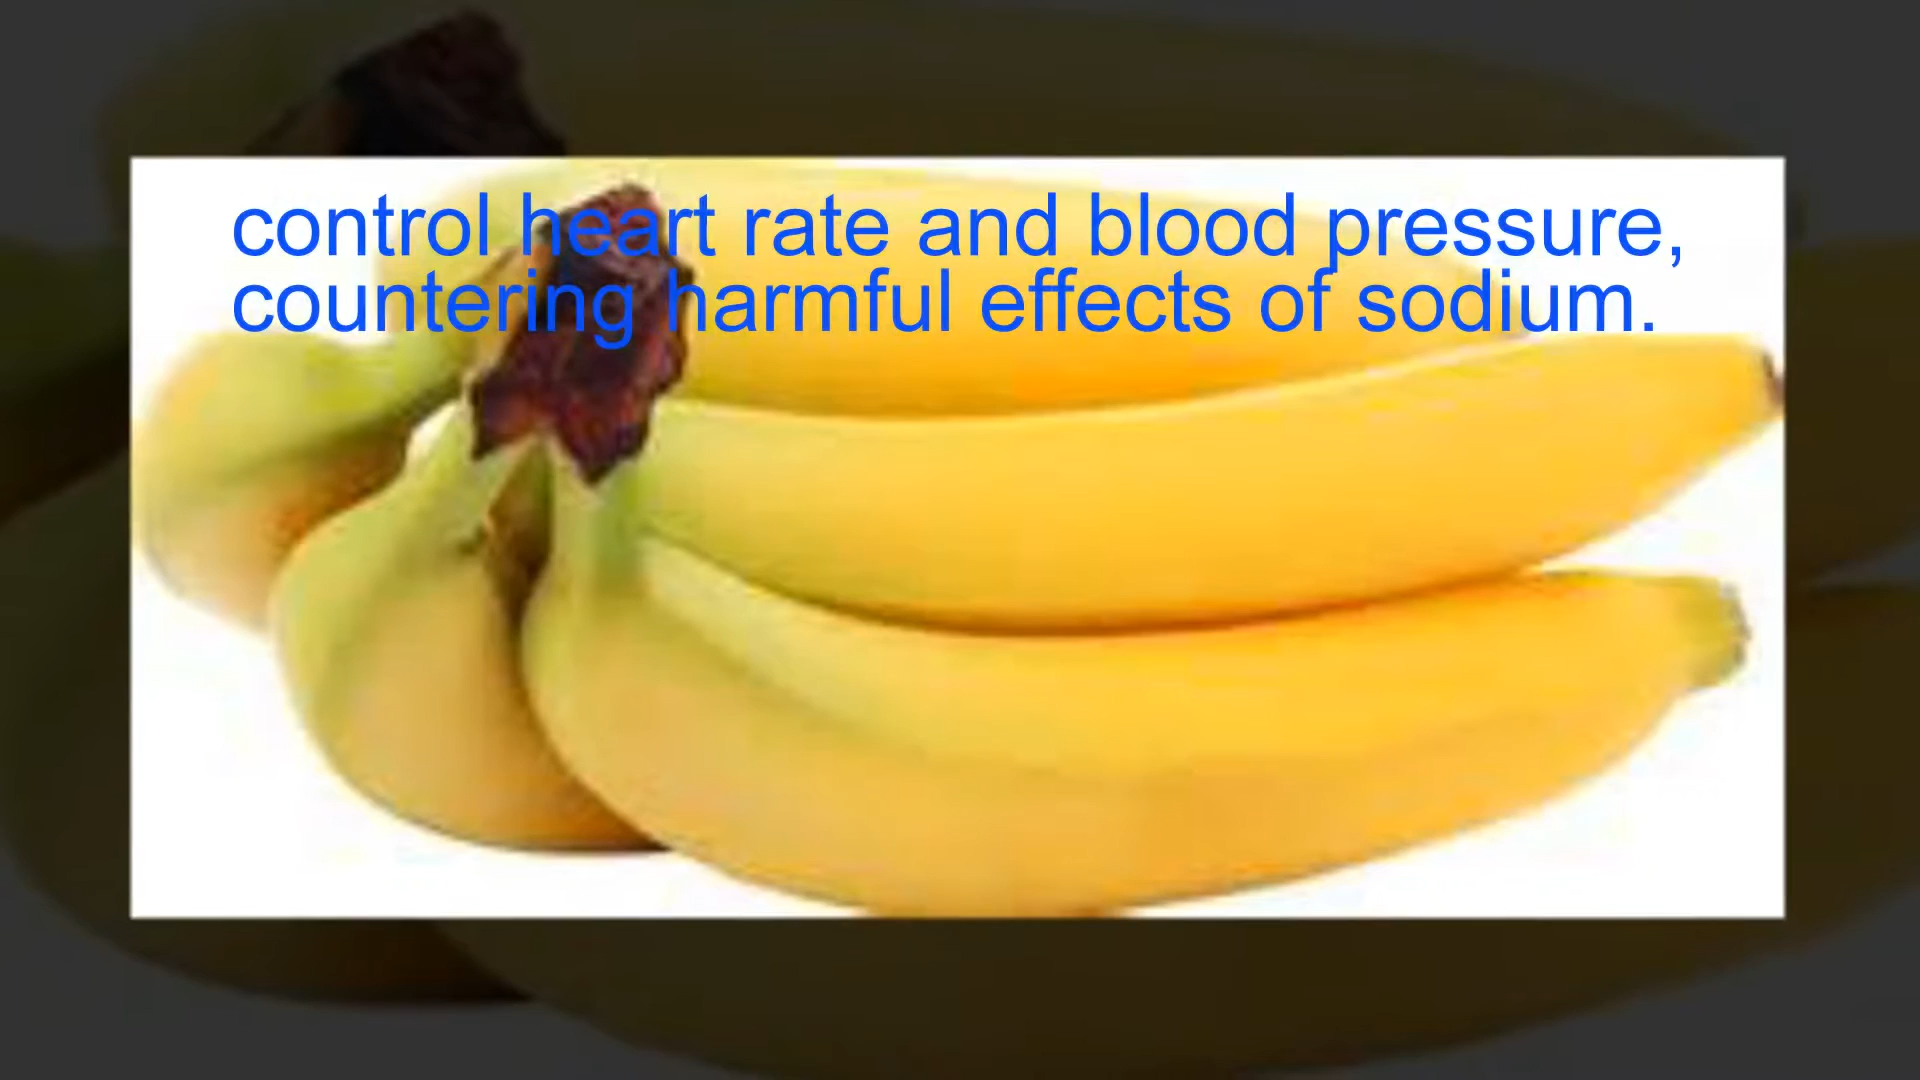 control heart rate and blood pressure,
countering harmful effects of sodium.